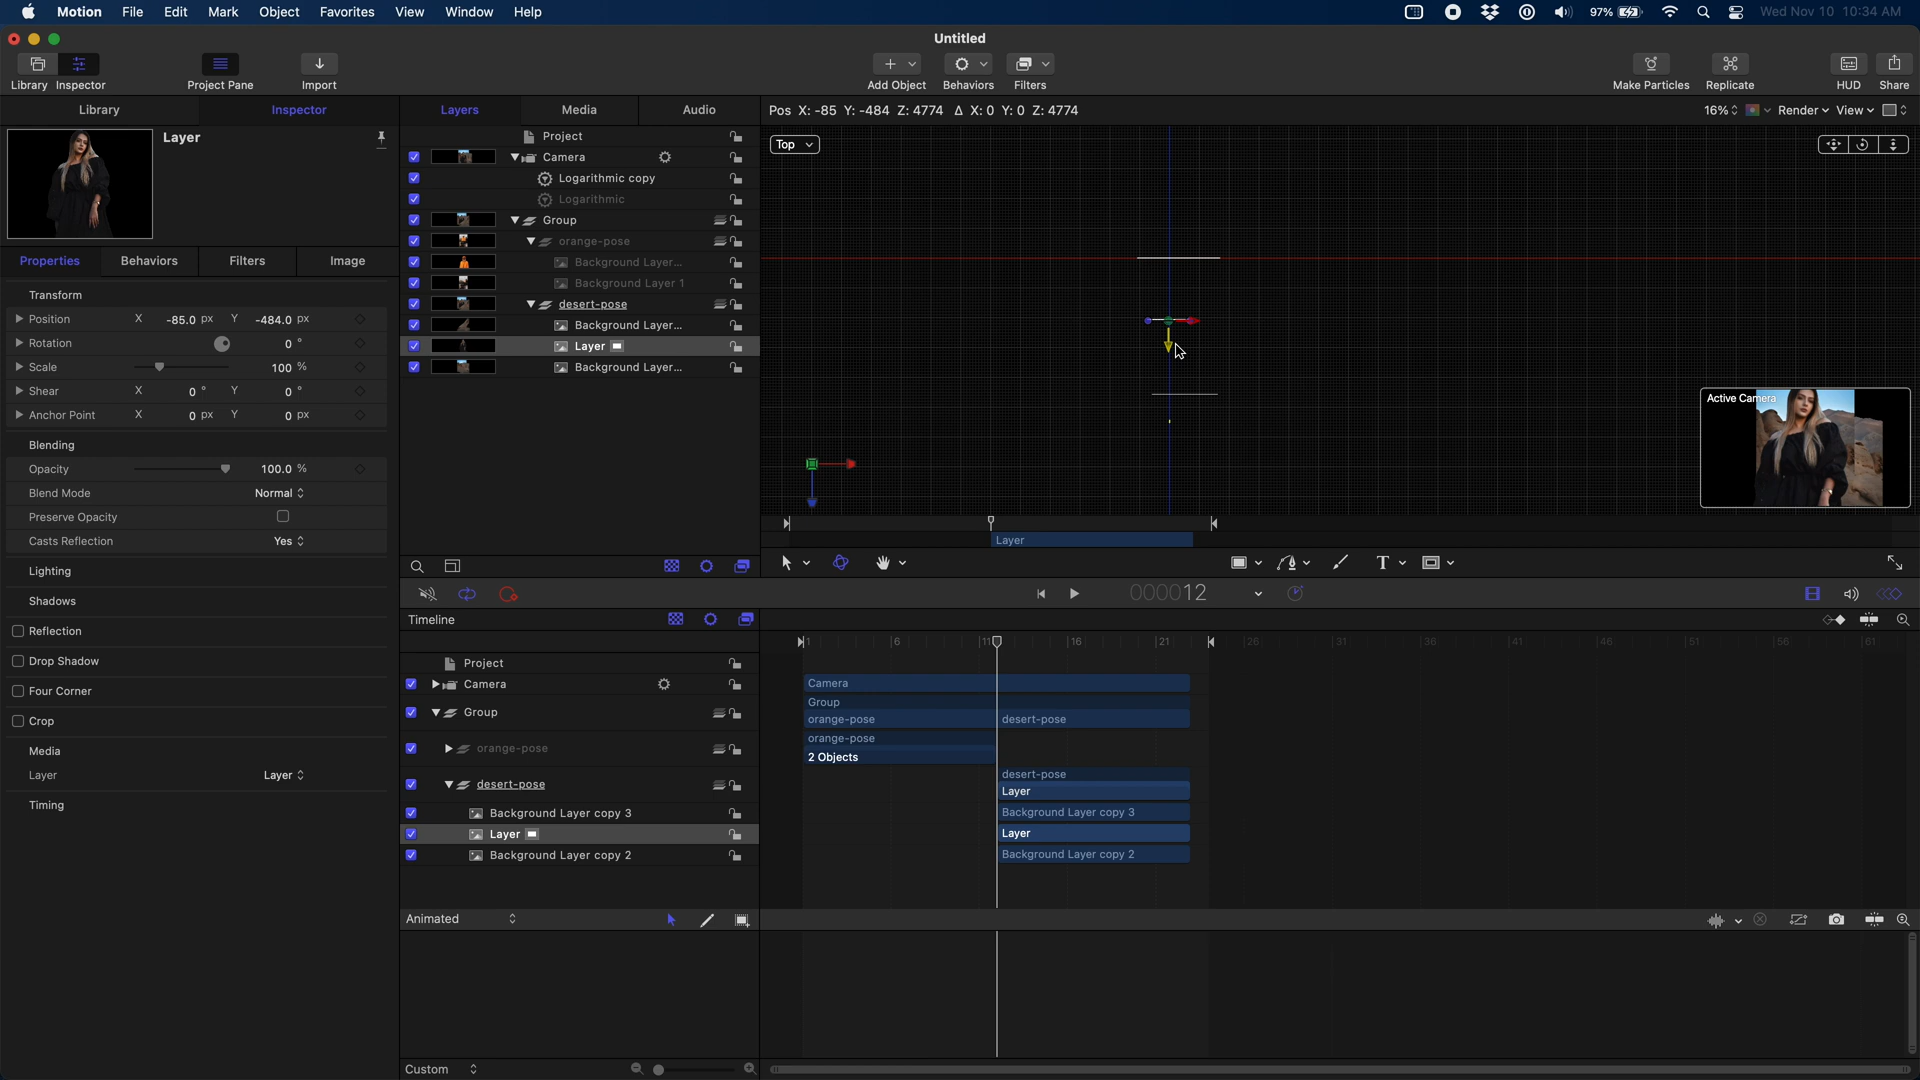 Motion File Edit Mark Object Favorites View Window Help 97% Wed Nov 10 10:34 AM
Untitled
Library Inspector Project Pane Import Add Object Behaviors Filters Make Particles Replicate HUD Share
Library Inspector Layers Media Audio Pos X: -85 Y: -484 Z: 4774 Δ X: 0 Y: 0 Z: 4774 16% Render View
Layer
Properties Behaviors Filters Image
Transform
Position X -85.0 px Y -484.0 px
Rotation 0 °
Scale 100 %
Shear X 0 ° Y 0 °
Anchor Point X 0 px Y 0 px
Blending
Opacity 100.0 %
Blend Mode Normal
Preserve Opacity
Casts Reflection Yes
Lighting
Shadows
Reflection
Drop Shadow
Four Corner
Crop
Media
Layer Layer
Timing
Project
Camera
Logarithmic copy
Logarithmic
Group
orange-pose
Background Layer...
Background Layer 1
desert-pose
Background Layer...
Layer
Background Layer...
Top
Active Camera
Layer
T
000012
Timeline
1 6 11 16 21 26 31 36 41 46 51 56 61
Project
Camera
Group
orange-pose
desert-pose
Background Layer copy 3
Layer
Background Layer copy 2
Camera
Group
orange-pose desert-pose
orange-pose
2 Objects
desert-pose
Layer
Background Layer copy 3
Layer
Background Layer copy 2
Animated
Custom